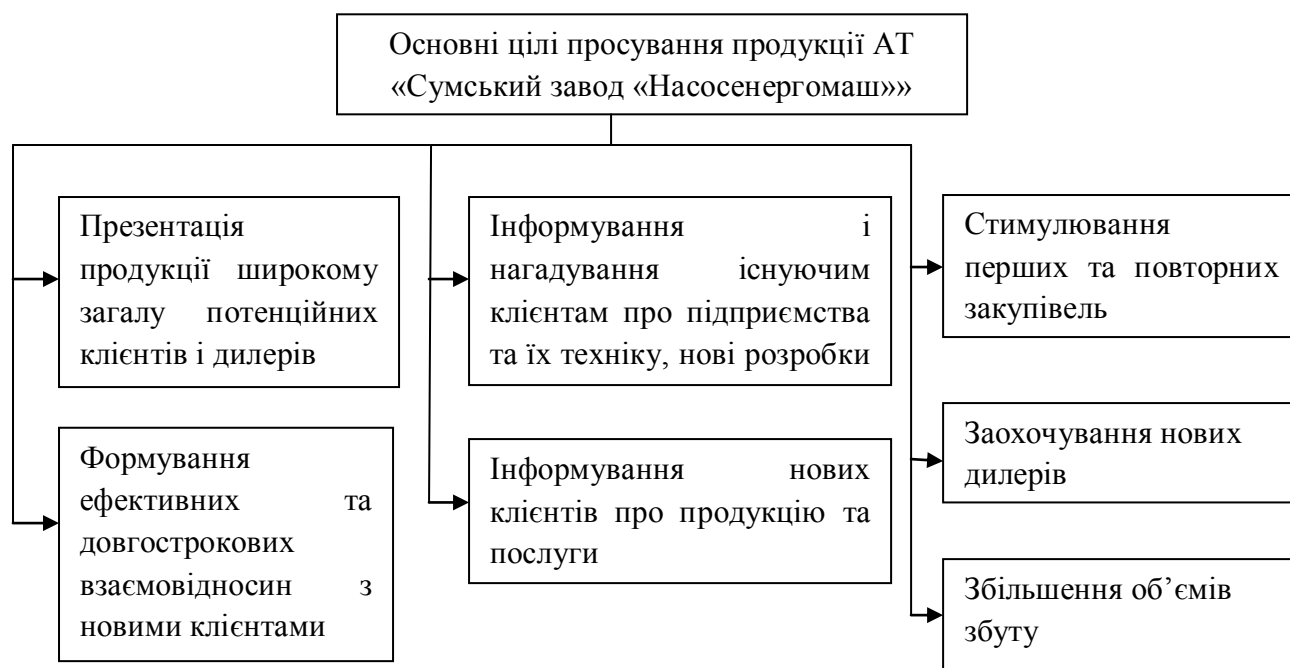 Основні цілі просування продукції АТ
«Сумський завод «Насосенергомаш»»
Презентація
продукції широкому
загалу потенційних
клієнтів і дилерів
Формування
ефективних та
довгострокових
взаємовідносин з
новими клієнтами
Інформування і
нагадування існуючим
клієнтам про підприємства
та їх техніку, нові розробки
Інформування нових
клієнтів про продукцію та
послуги
Стимулювання
перших та повторних
закупівель
Заохочування нових
дилерів
Збільшення об’ємів
збуту